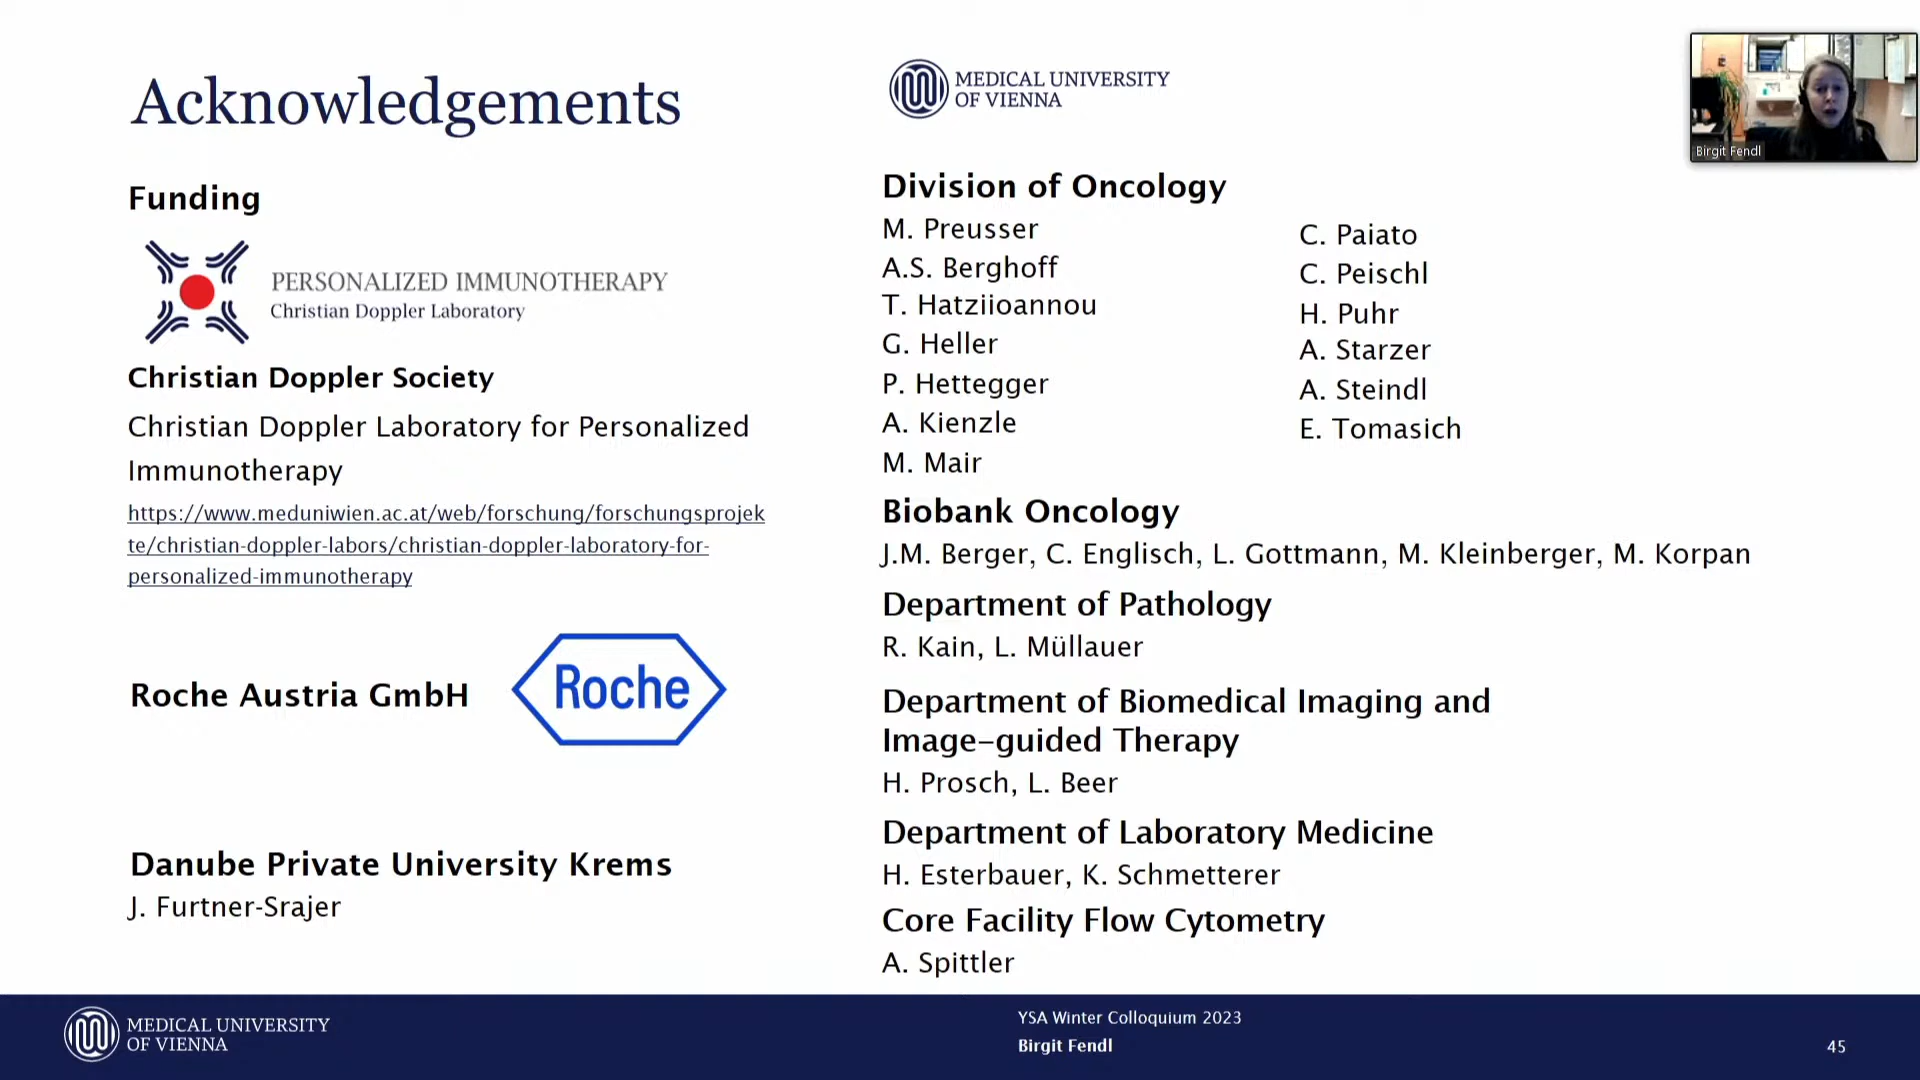 Acknowledgements
Funding
PERSONALIZED IMMUNOTHERAPY
Christian Doppler Laboratory
Christian Doppler Society
Christian Doppler Laboratory for Personalized
Immunotherapy
https://www.meduniwien.ac.at/web/forschung/forschungsprojek
te/christian-doppler-labors/christian-doppler-laboratory-for-
personalized-immunotherapy
Roche Austria GmbH
Roche
Danube Private University Krems
J. Furtner-Srajer
MEDICAL UNIVERSITY
OF VIENNA
Division of Oncology
M. Preusser
A.S. Berghoff
T. Hatziioannou
G. Heller
P. Hettegger
A. Kienzle
M. Mair
C. Paiato
C. Peischl
H. Puhr
A. Starzer
A. Steindl
E. Tomasich
Biobank Oncology
J.M. Berger, C. Englisch, L. Gottmann, M. Kleinberger, M. Korpan
Department of Pathology
R. Kain, L. Müllauer
Department of Biomedical Imaging and
Image-guided Therapy
H. Prosch, L. Beer
Department of Laboratory Medicine
H. Esterbauer, K. Schmetterer
Core Facility Flow Cytometry
A. Spittler
Birgit Fendl
MEDICAL UNIVERSITY
OF VIENNA
YSA Winter Colloquium 2023
Birgit Fendl
45